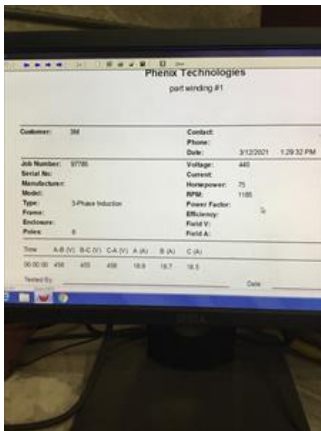 Phenix Technologies
part winding #1
Customer: 3M Contact:
Phone:
Date: 3/12/2021 1:29:32 PM
Job Number: 97785 Voltage: 440
Serial No: Current:
Manufacturer: Horsepower: 75
Model: RPM: 1185
Type: 3-Phase Induction Power Factor:
Frame: Efficiency:
Enclosure: Field V:
Poles: 6 Field A:
Time A-B (V) B-C (V) C-A (V) A (A) B (A) C (A)
00:00:00 458 455 458 18.9 18.7 18.5
Tested By Date
DELL